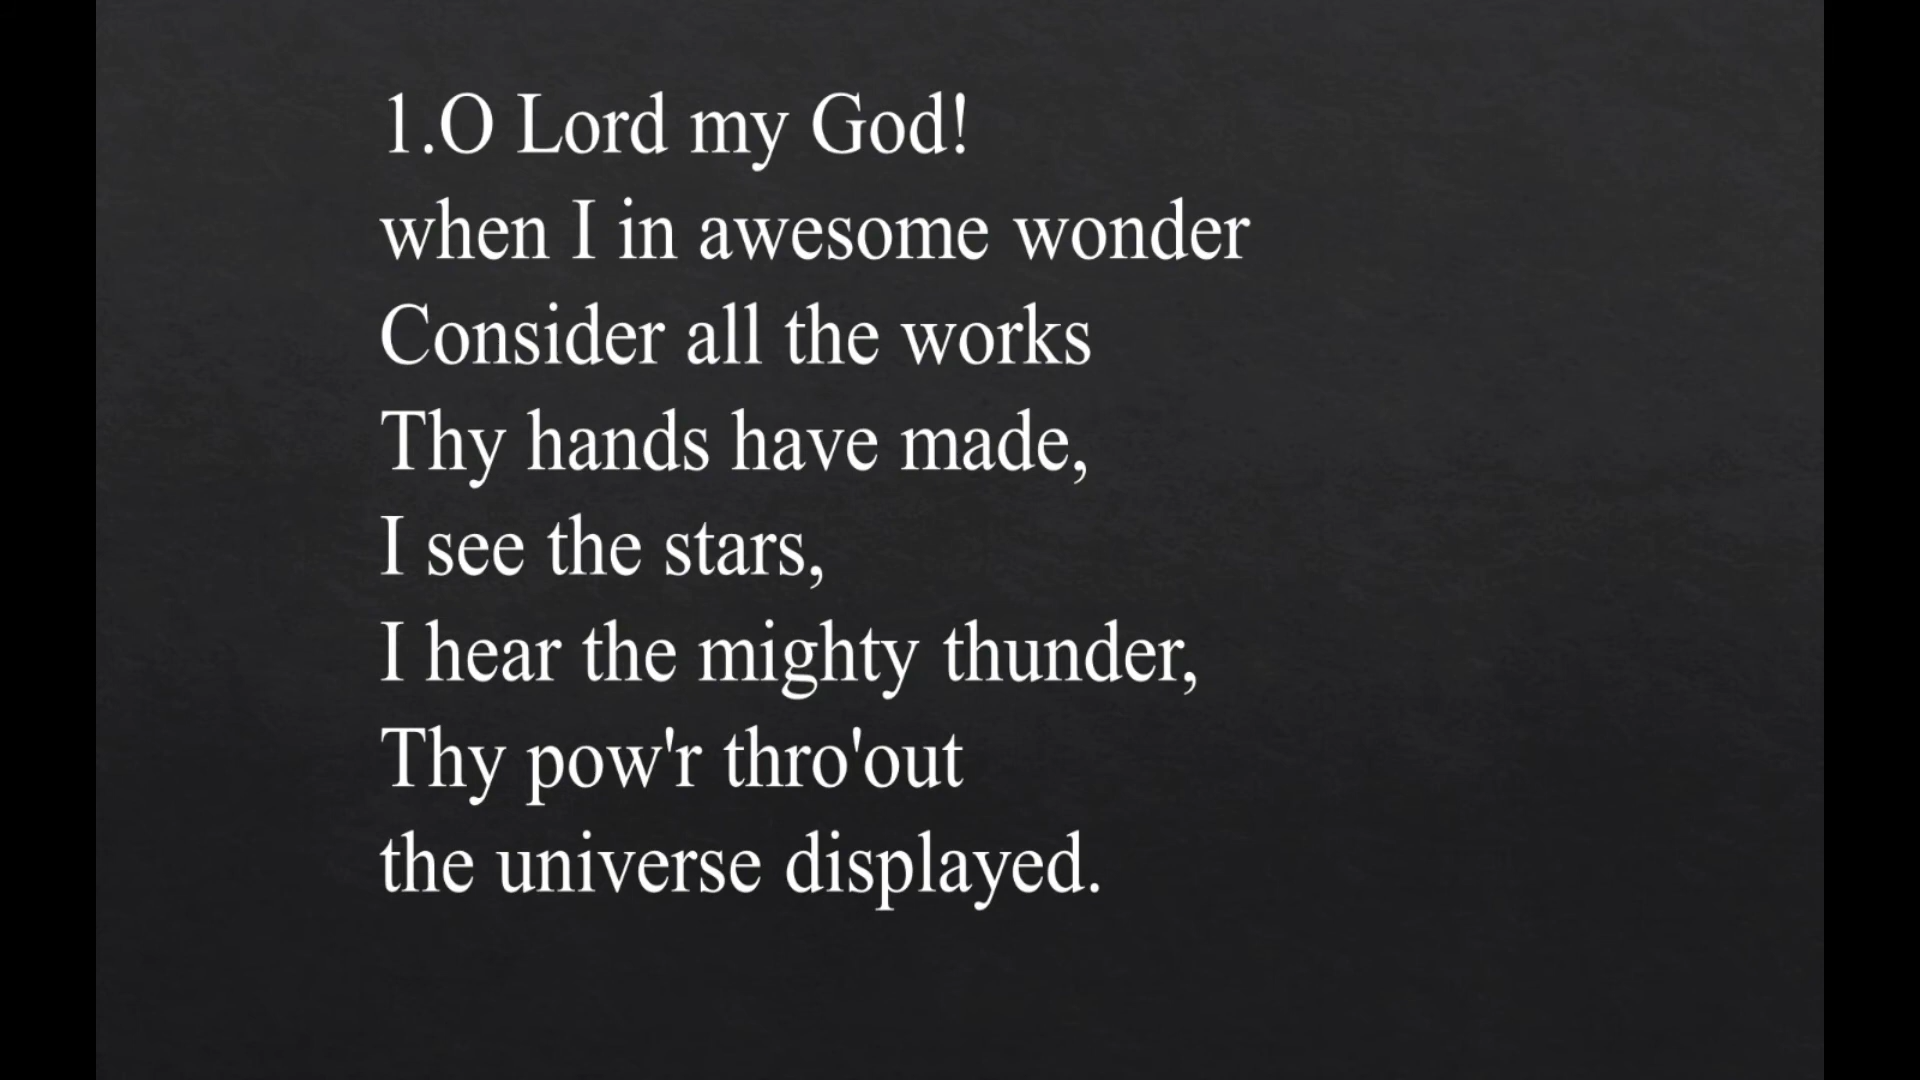 1.O Lord my God!
when I in awesome wonder
Consider all the works
Thy hands have made,
I see the stars,
I hear the mighty thunder,
Thy pow'r thro'out
the universe displayed.